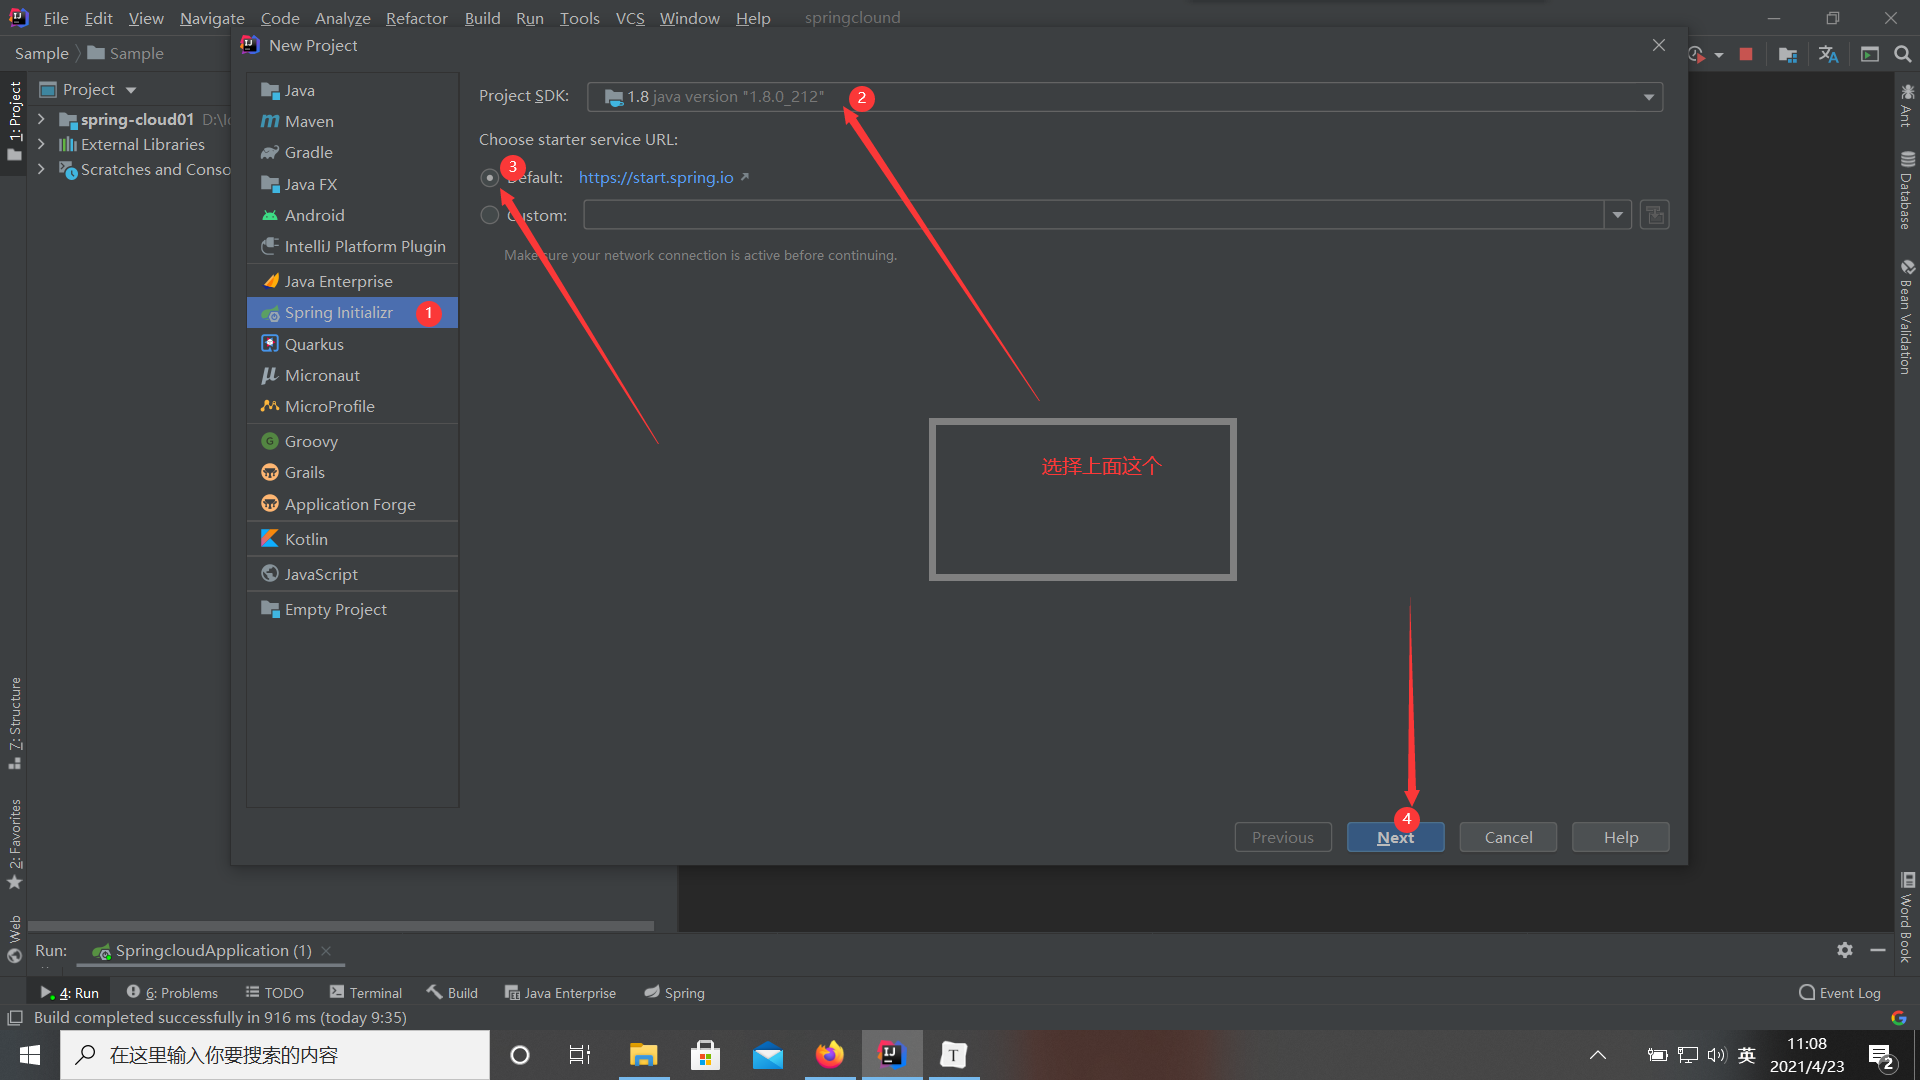 File Edit View Navigate Code Analyze Refactor Build Run Tools VCS Window Help springclound
Sample Sample
New Project
1: Project
Project
spring-cloud01 D:\Ic
External Libraries
Scratches and Conso
Java
Maven
Gradle
Java FX
Android
IntelliJ Platform Plugin
Java Enterprise
Spring Initializr 1
Quarkus
Micronaut
MicroProfile
Groovy
Grails
Application Forge
Kotlin
JavaScript
Empty Project
Project SDK: 1.8 java version "1.8.0_212" 2
Choose starter service URL:
3
Default: https://start.spring.io
Custom:
Make sure your network connection is active before continuing.
选择上面这个
4
Previous Next Cancel Help
Ant
Database
Bean Validation
Word Book
7: Structure
2: Favorites
Web
Run: SpringcloudApplication (1)
4: Run 6: Problems TODO Terminal Build Java Enterprise Spring Event Log
Build completed successfully in 916 ms (today 9:35)
在这里输入你要搜索的内容
英
11:08
2021/4/23
2